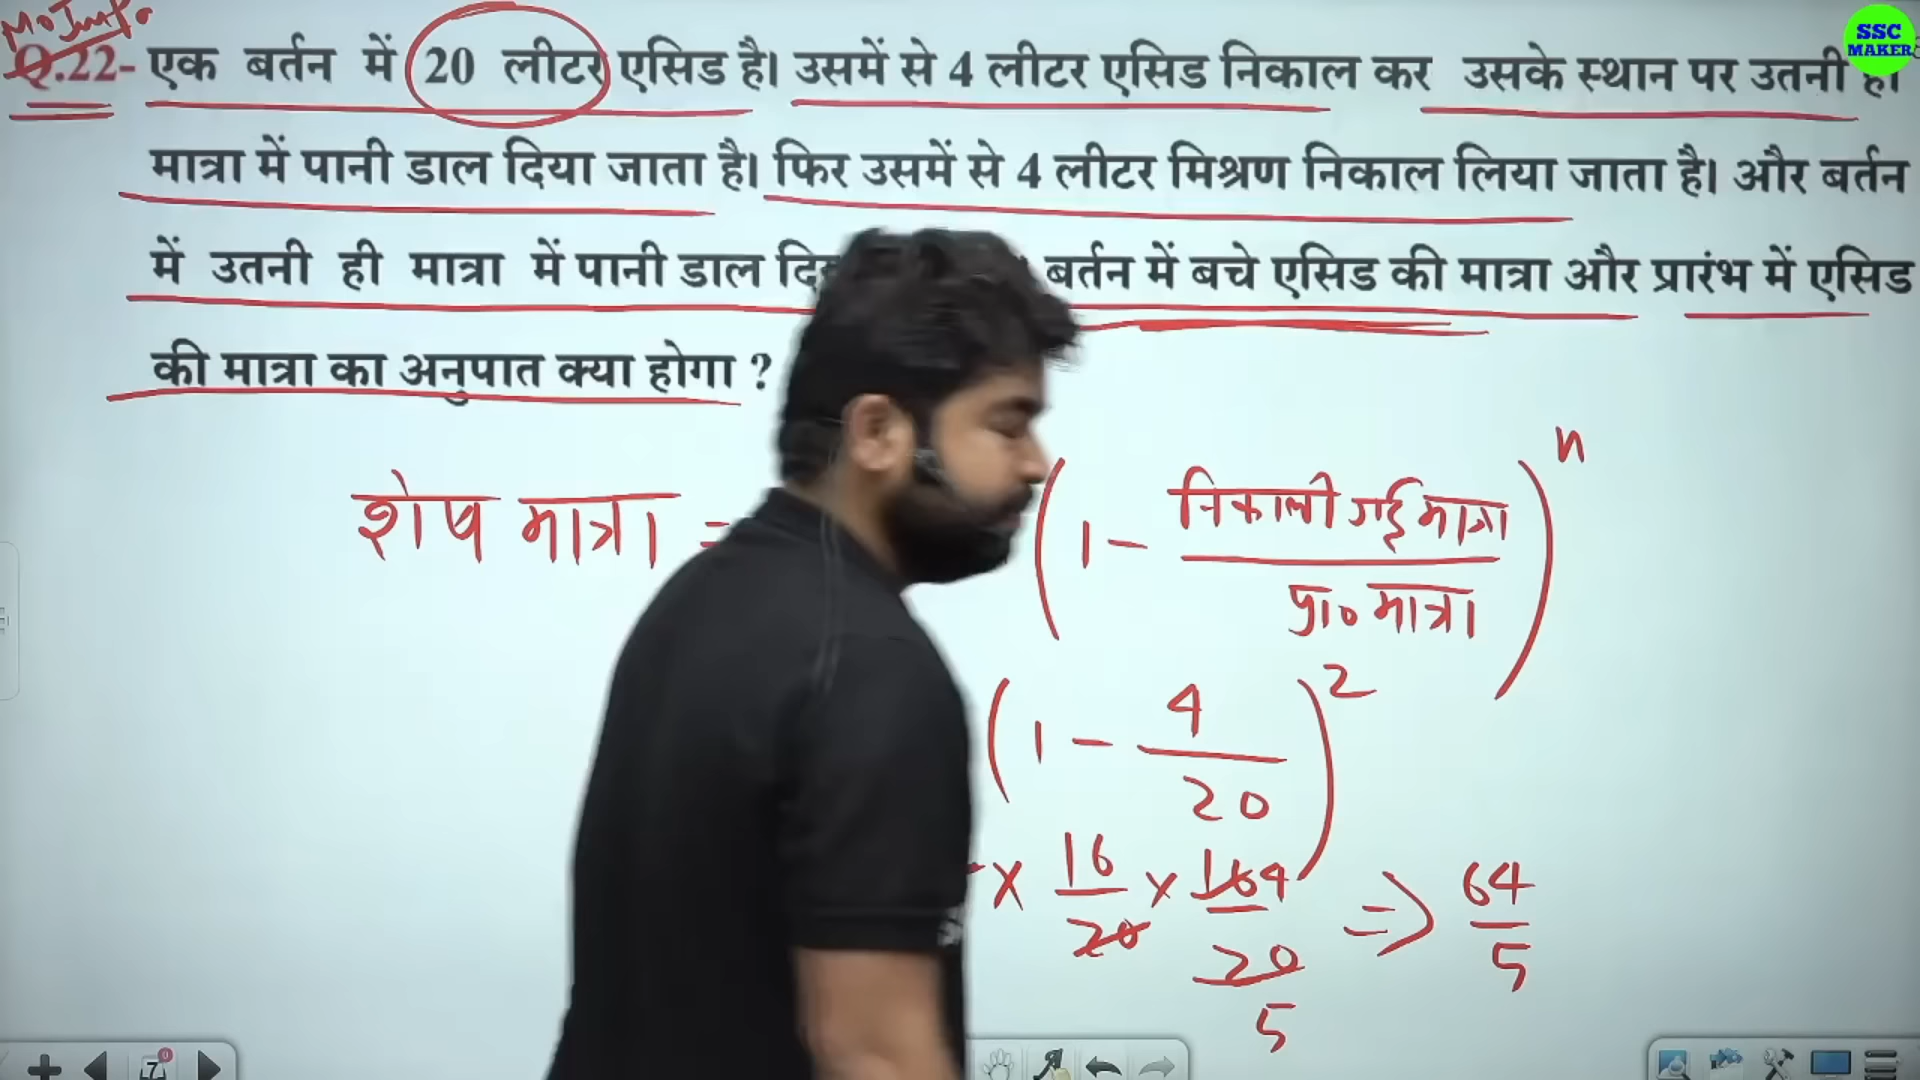 SSC
MAKER
Q.22- एक बर्तन में 20 लीटर एसिड है। उसमें से 4 लीटर एसिड निकाल कर उसके स्थान पर उतनी ही
मात्रा में पानी डाल दिया जाता है। फिर उसमें से 4 लीटर मिश्रण निकाल लिया जाता है। और बर्तन
में उतनी ही मात्रा में पानी डाल बर्तन में बचे एसिड की मात्रा और प्रारंभ में एसिड
की मात्रा का अनुपात क्या होगा ?
शेष मात्रा = (1 - निकाली गई मात्रा / प्रा० मात्रा)^n
(1 - 4/20)^2
× 16/20 × 16 4/20 5 ⇒ 64/5